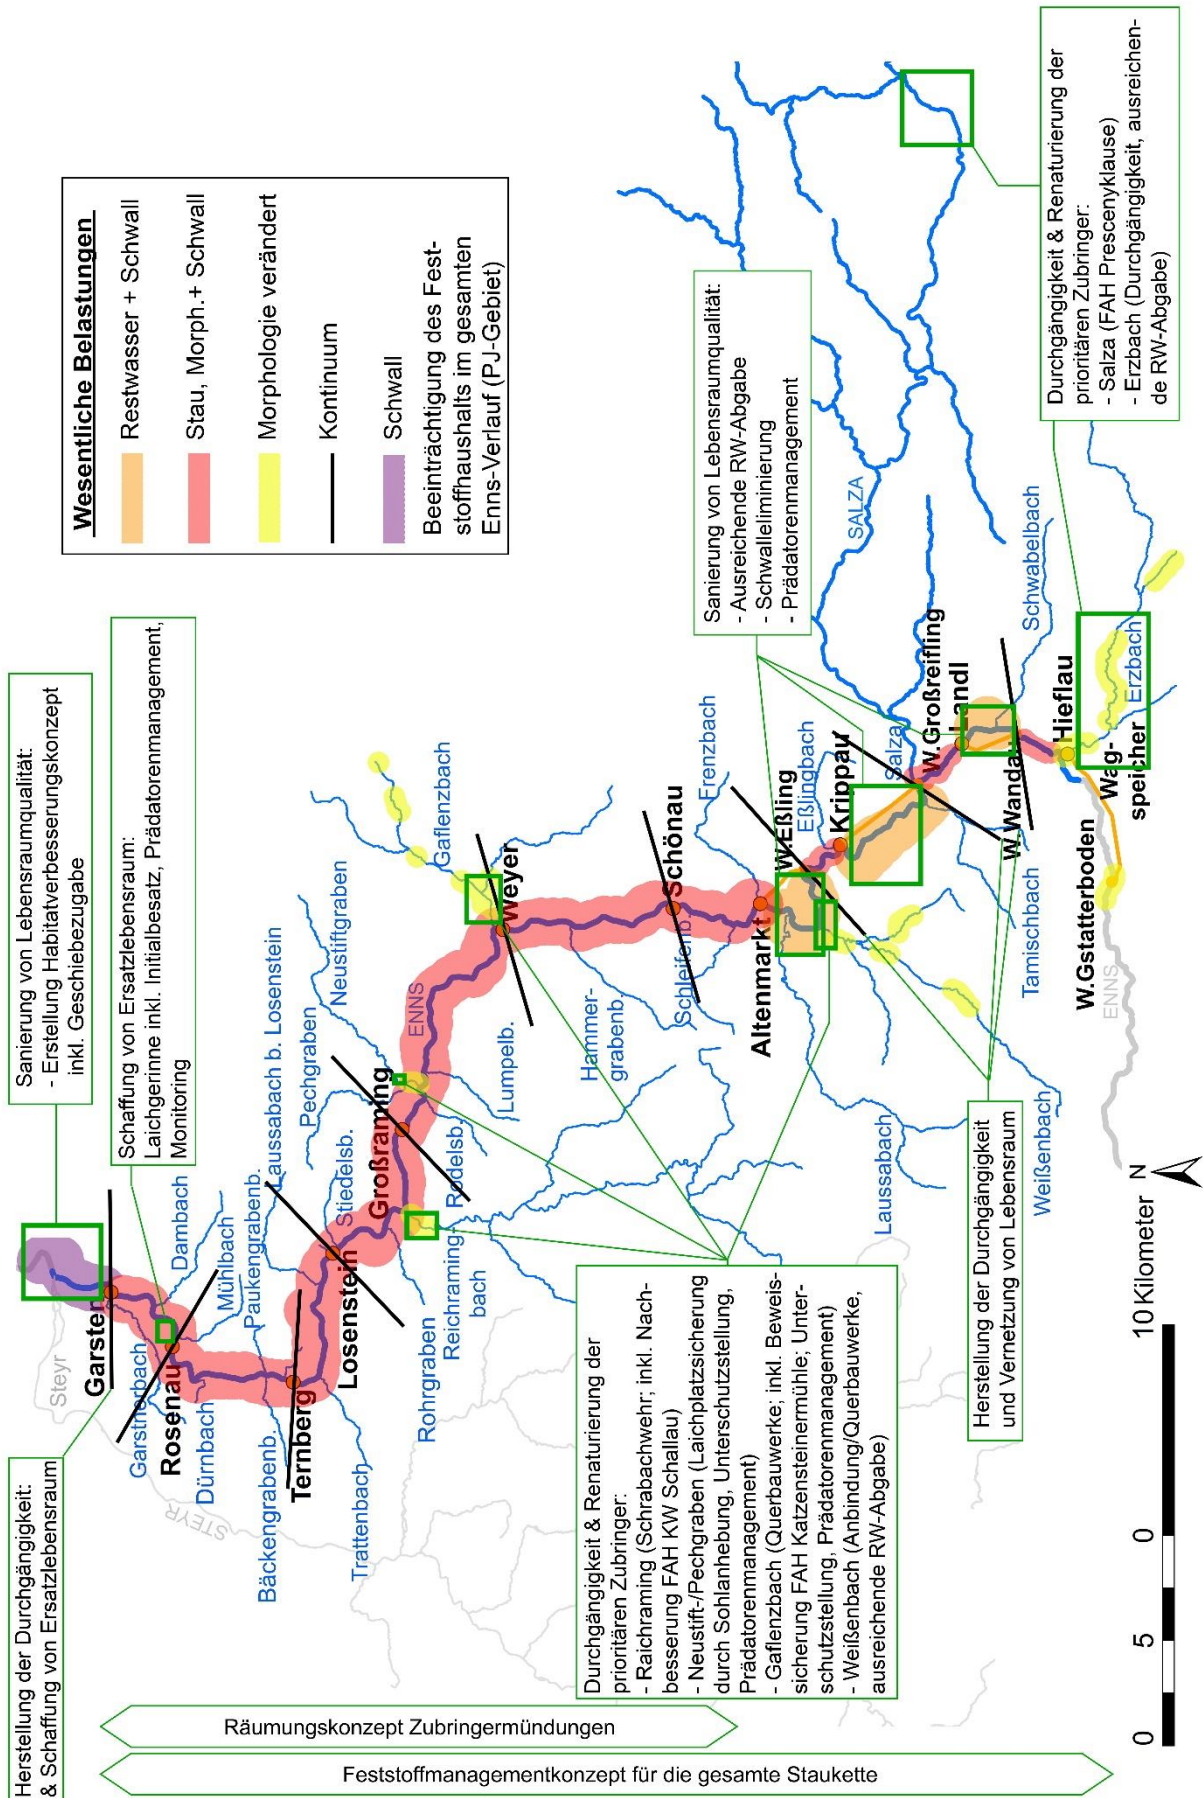 Herstellung der Durchgängigkeit:
& Schaffung von Ersatzlebensraum
Sanierung von Lebensraumqualität:
- Erstellung Habitatverbesserungskonzept
inkl. Geschiebezugabe
Schaffung von Ersatzlebensraum:
Laichgerinne inkl. Initialbesatz, Prädatorenmanagement,
Monitoring
Wesentliche Belastungen
Restwasser + Schwall
Stau, Morph.+ Schwall
Morphologie verändert
Kontinuum
Schwall
Beeinträchtigung des Fest-
stoffhaushalts im gesamten
Enns-Verlauf (PJ-Gebiet)
Steyr
STEYR
Garsten
Garstnerbach
Rosenau
Dambach
Mühlbach
Dürnbach
Paukengrabenb.
Bäckengrabenb.
Ternberg
Trattenbach
Losenstein
Laussabach b. Losenstein
Stiedelsb.
Pechgraben
Neustiftgraben
Großraming
Rohrgraben
Reichraming-
bach
Rodelsb.
ENNS
Lumpelb.
Gaflenzbach
Weyer
Hammer-
grabenb.
Schleifenb.
Schönau
Frenzbach
Altenmarkt
W.Eßling
Eßlingbach
Krippau
Salza
SALZA
W.Großreifling
Landl
W.Wandau
Schwabelbach
Hieflau
Wag-
speicher
Erzbach
W.Gstatterboden
ENNS
Tamischbach
Laussabach
Weißenbach
Sanierung von Lebensraumqualität:
- Ausreichende RW-Abgabe
- Schwalleliminierung
- Prädatorenmanagement
Durchgängigkeit & Renaturierung der
prioritären Zubringer:
- Salza (FAH Prescenyklause)
- Erzbach (Durchgängigkeit, ausreichen-
de RW-Abgabe)
Durchgängigkeit & Renaturierung der
prioritären Zubringer:
- Raichraming (Schrabachwehr; inkl. Nach-
besserung FAH KW Schallau)
- Neustift-/Pechgraben (Laichplatzsicherung
durch Sohlanhebung, Unterschutzstellung,
Prädatorenmanagement)
- Gaflenzbach (Querbauwerke; inkl. Beweis-
sicherung FAH Katzensteinermühle; Unter-
schutzstellung, Prädatorenmanagement)
- Weißenbach (Anbindung/Querbauwerke,
ausreichende RW-Abgabe)
Herstellung der Durchgängigkeit
und Vernetzung von Lebensraum
Räumungskonzept Zubringermündungen
Feststoffmanagementkonzept für die gesamte Staukette
0 5 0 10 Kilometer
N